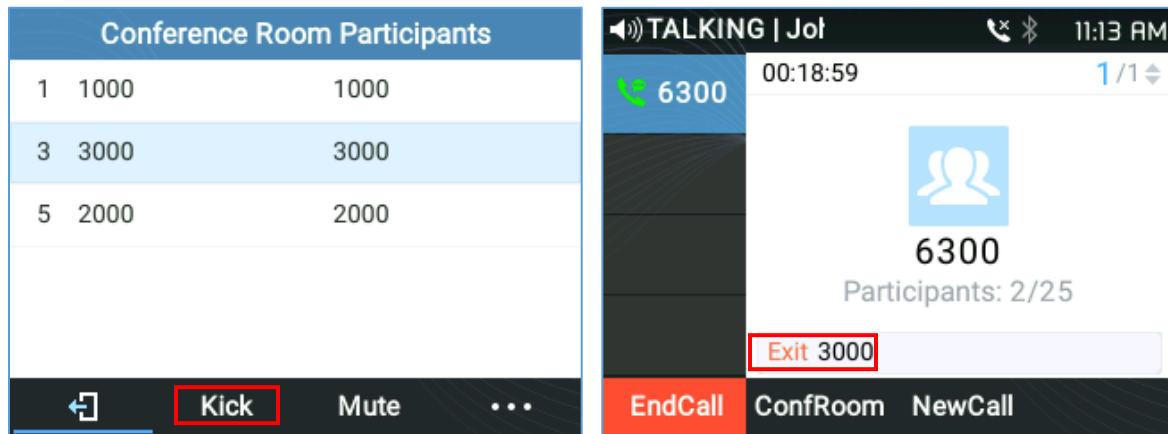 Conference Room Participants
1 1000 1000
3 3000 3000
5 2000 2000
Kick Mute ...
TALKING | Joh 11:13 AM
6300
00:18:59 1/1
6300
Participants: 2/25
Exit 3000
EndCall ConfRoom NewCall